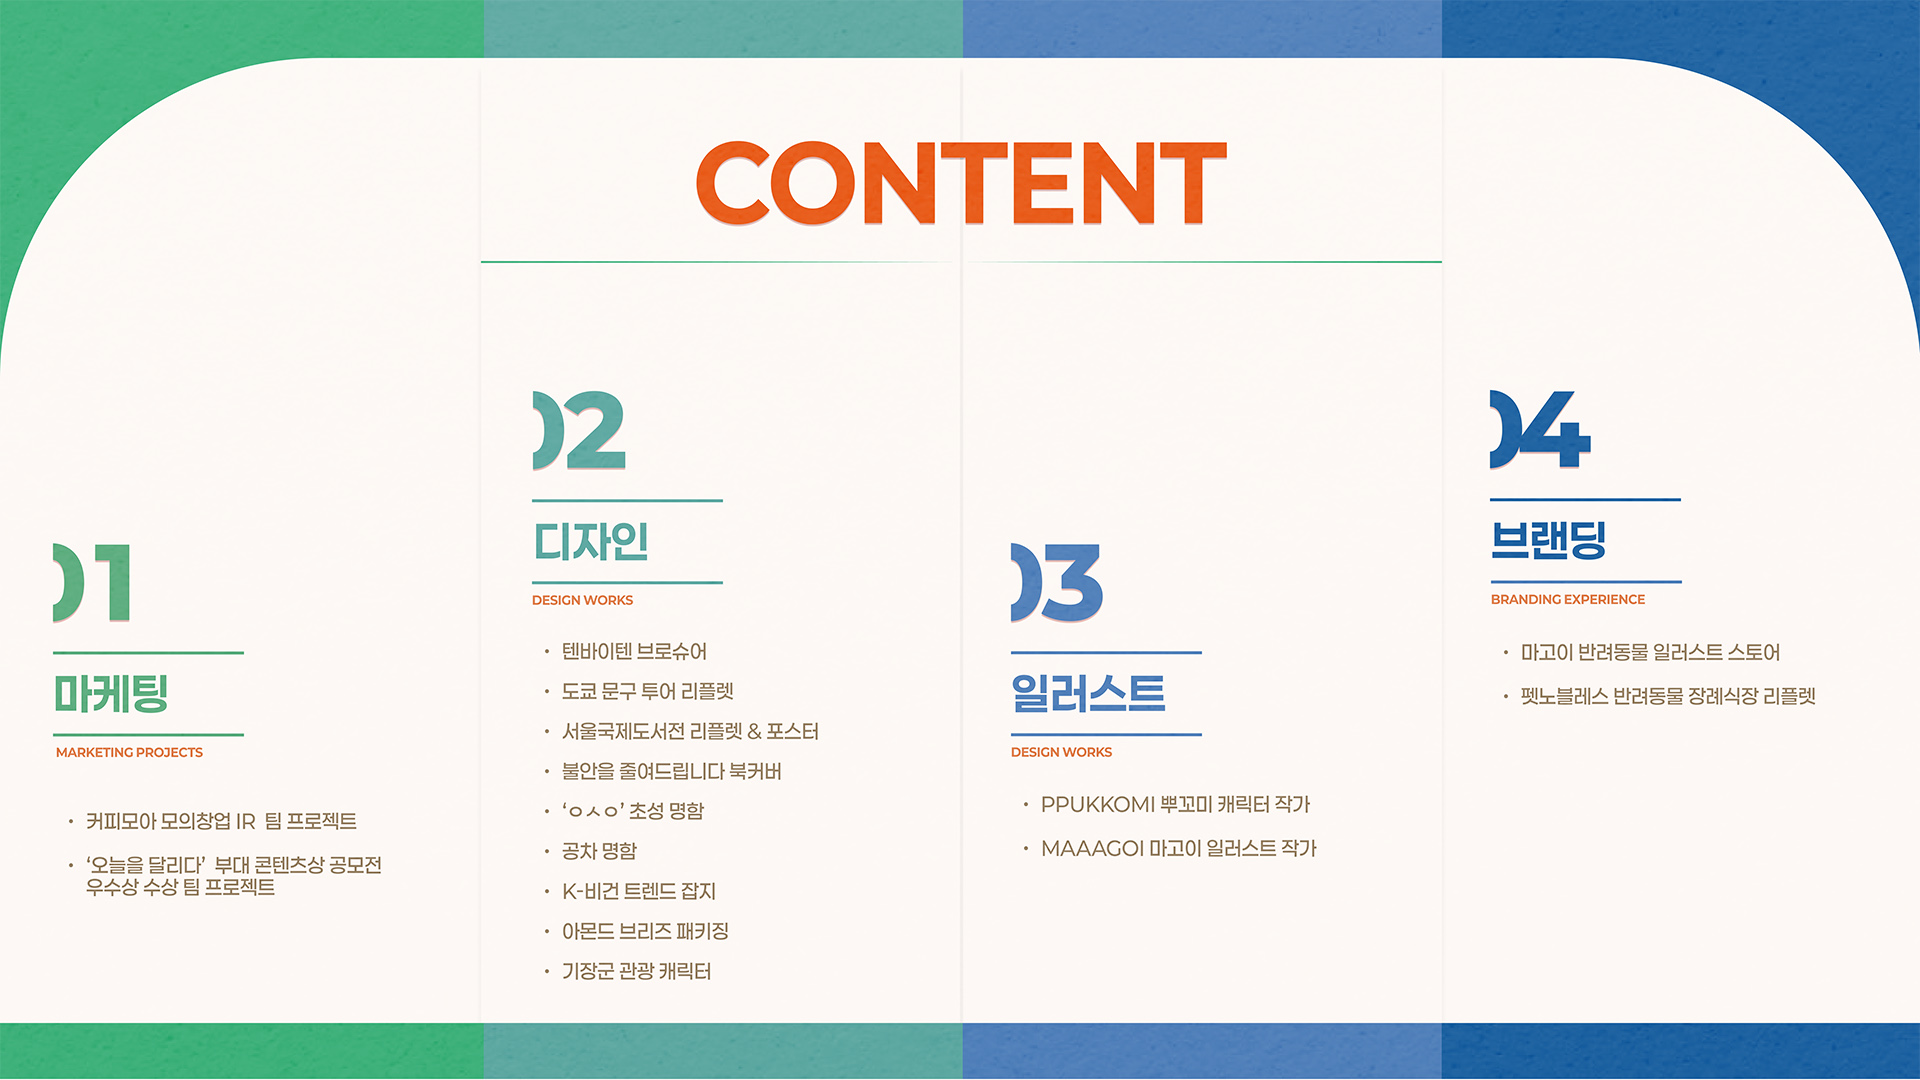 CONTENT
01
마케팅
MARKETING PROJECTS
• 커피모아 모의창업 IR 팀 프로젝트
• ‘오늘을 달리다’ 부대 콘텐츠상 공모전
우수상 수상 팀 프로젝트
02
디자인
DESIGN WORKS
• 텐바이텐 브로슈어
• 도쿄 문구 투어 리플렛
• 서울국제도서전 리플렛 & 포스터
• 불안을 줄여드립니다 북커버
• ‘ㅇㅅㅇ’ 초성 명함
• 공차 명함
• K-비건 트렌드 잡지
• 아몬드 브리즈 패키징
• 기장군 관광 캐릭터
03
일러스트
DESIGN WORKS
• PPUKKOMI 뿌꼬미 캐릭터 작가
• MAAAGOI 마고이 일러스트 작가
04
브랜딩
BRANDING EXPERIENCE
• 마고이 반려동물 일러스트 스토어
• 펫노블레스 반려동물 장례식장 리플렛